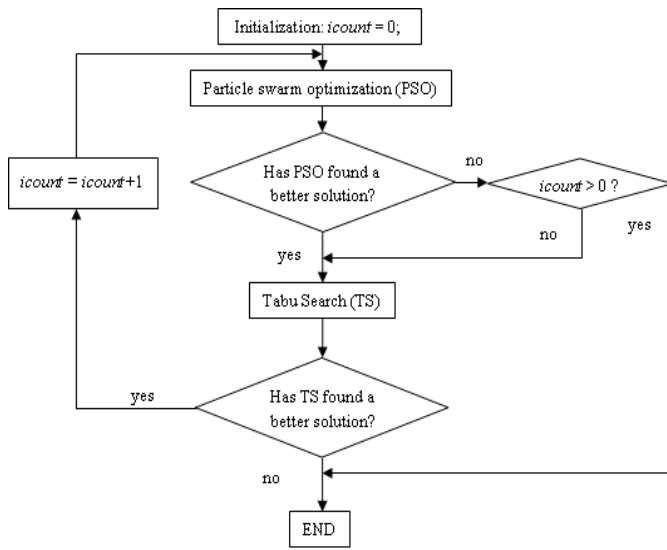 Initialization: icount = 0;
Particle swarm optimization (PSO)
Has PSO found a
better solution?
no
icount > 0 ?
icount = icount+1
yes
no
yes
Tabu Search (TS)
Has TS found a
better solution?
yes
no
END